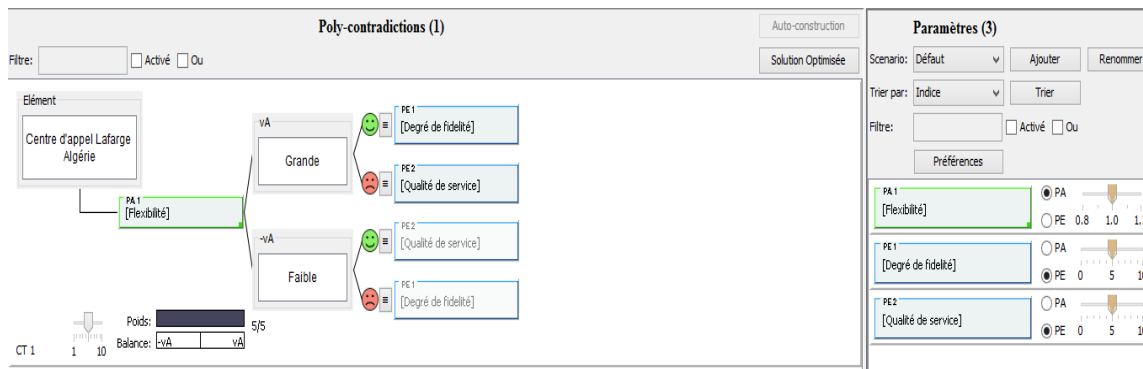 Poly-contradictions (1)
Auto-construction
Filtre:
Activé
Ou
Solution Optimisée
Elément
Centre d'appel Lafarge
Algérie
PA 1
[Flexibilité]
vA
Grande
PE 1
[Degré de fidelité]
PE 2
[Qualité de service]
-vA
Faible
PE 2
[Qualité de service]
PE 1
[Degré de fidelité]
CT 1
1 10
Poids:
5/5
Balance: -vA vA
Paramètres (3)
Scenario: Défaut Ajouter Renommer
Trier par: Indice Trier
Filtre: Activé Ou
Préférences
PA 1
[Flexibilité]
PA
PE 0.8 1.0
PE 1
[Degré de fidelité]
PA
PE 0 5 10
PE 2
[Qualité de service]
PA
PE 0 5 10